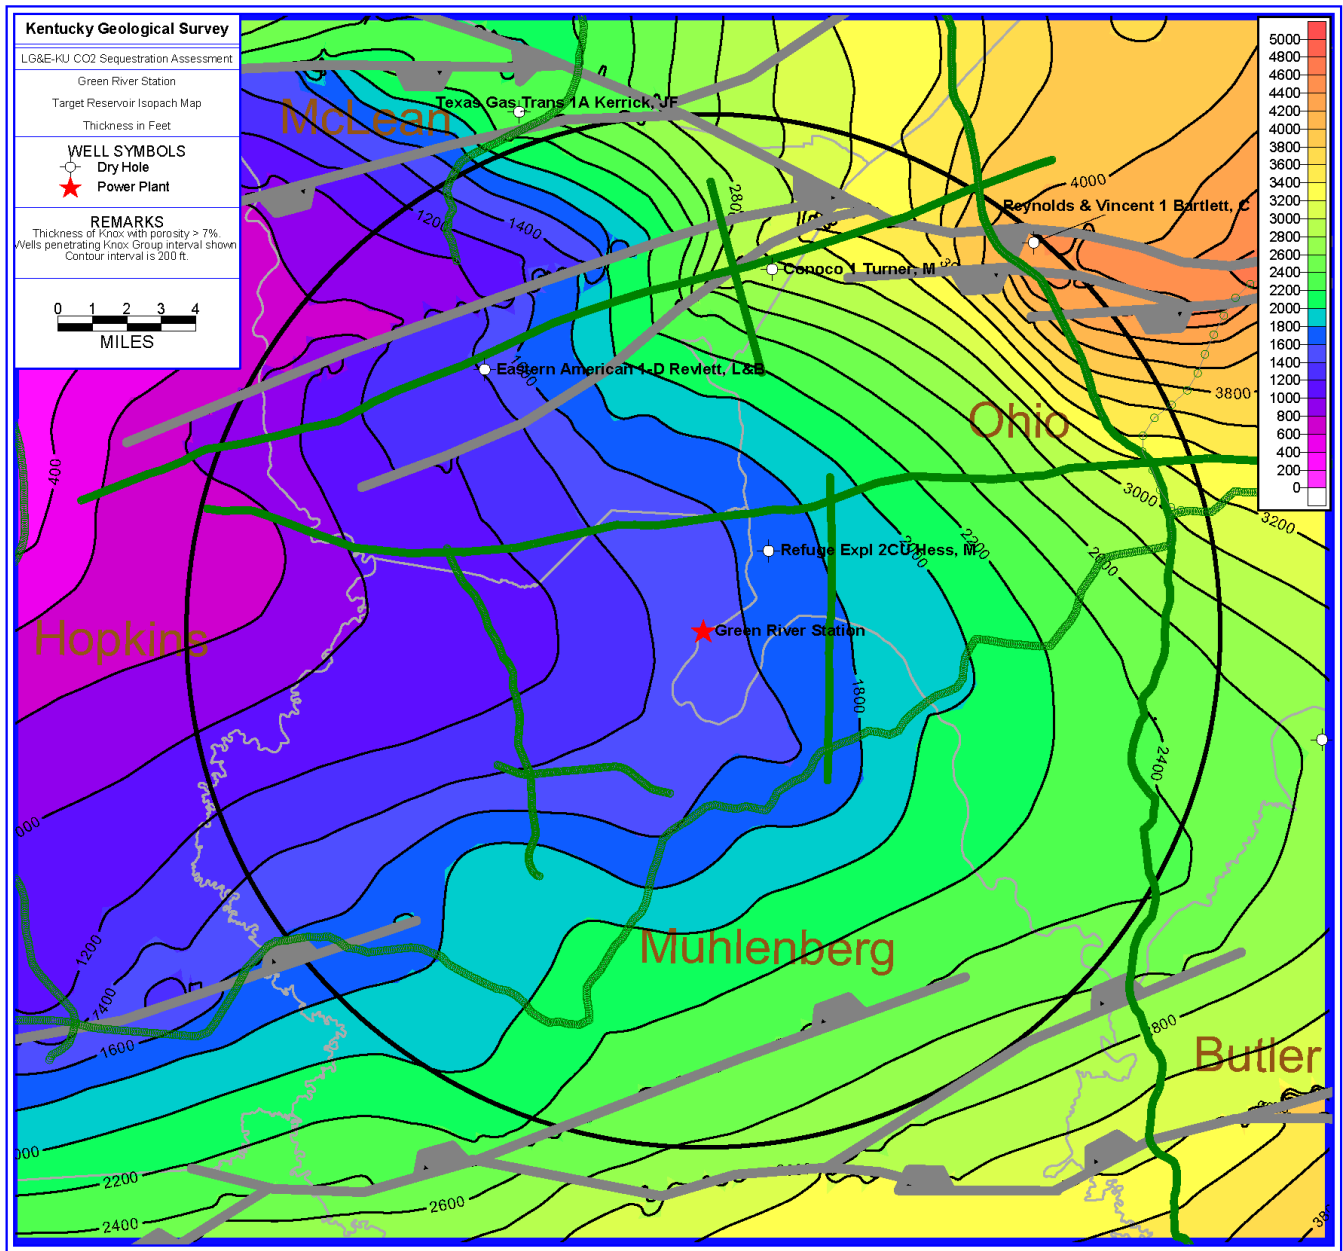 Kentucky Geological Survey
LG&E-KU CO2 Sequestration Assessment
Green River Station
Target Reservoir Isopach Map
Thickness in Feet
WELL SYMBOLS
Dry Hole
Power Plant
REMARKS
Thickness of Knox with porosity > 7%.
Wells penetrating Knox Group interval shown
Contour interval is 200 ft.
0 1 2 3 4
MILES
5000
4800
4600
4400
4200
4000
3800
3600
3400
3200
3000
2800
2600
2400
2200
2000
1800
1600
1400
1200
1000
800
600
400
200
0
McLean
Texas Gas Trans 1A Kerrick, JF
4000
Reynolds & Vincent 1 Bartlett, C
1200
1400
Conoco 1 Turner, M
Eastern American 1-D Revlett, L&B
3800
Ohio
400
3000
3200
2200
Refuge Expl 2CU Hess, M
Green River Station
Hopkins
1800
2400
000
1200
Muhlenberg
1600
800
Butler
000
2200
2600
2400